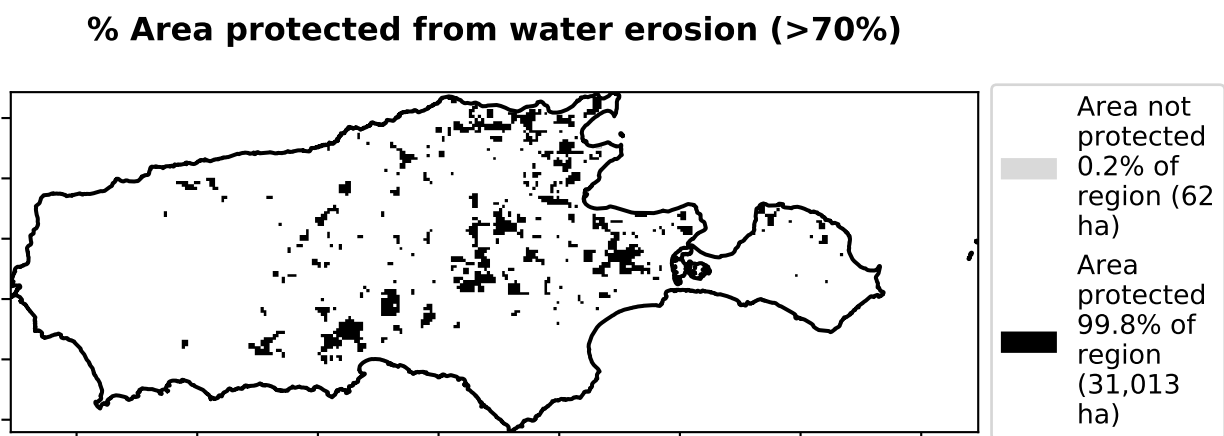 % Area protected from water erosion (>70%)
Area not
protected
0.2% of
region (62
ha)
Area
protected
99.8% of
region
(31,013
ha)